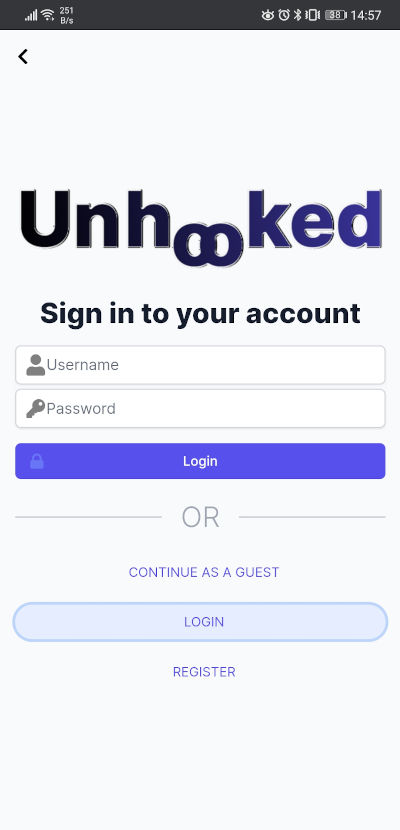 251
B/s
38
14:57
Unhooked
Sign in to your account
Username
Password
Login
OR
CONTINUE AS A GUEST
LOGIN
REGISTER